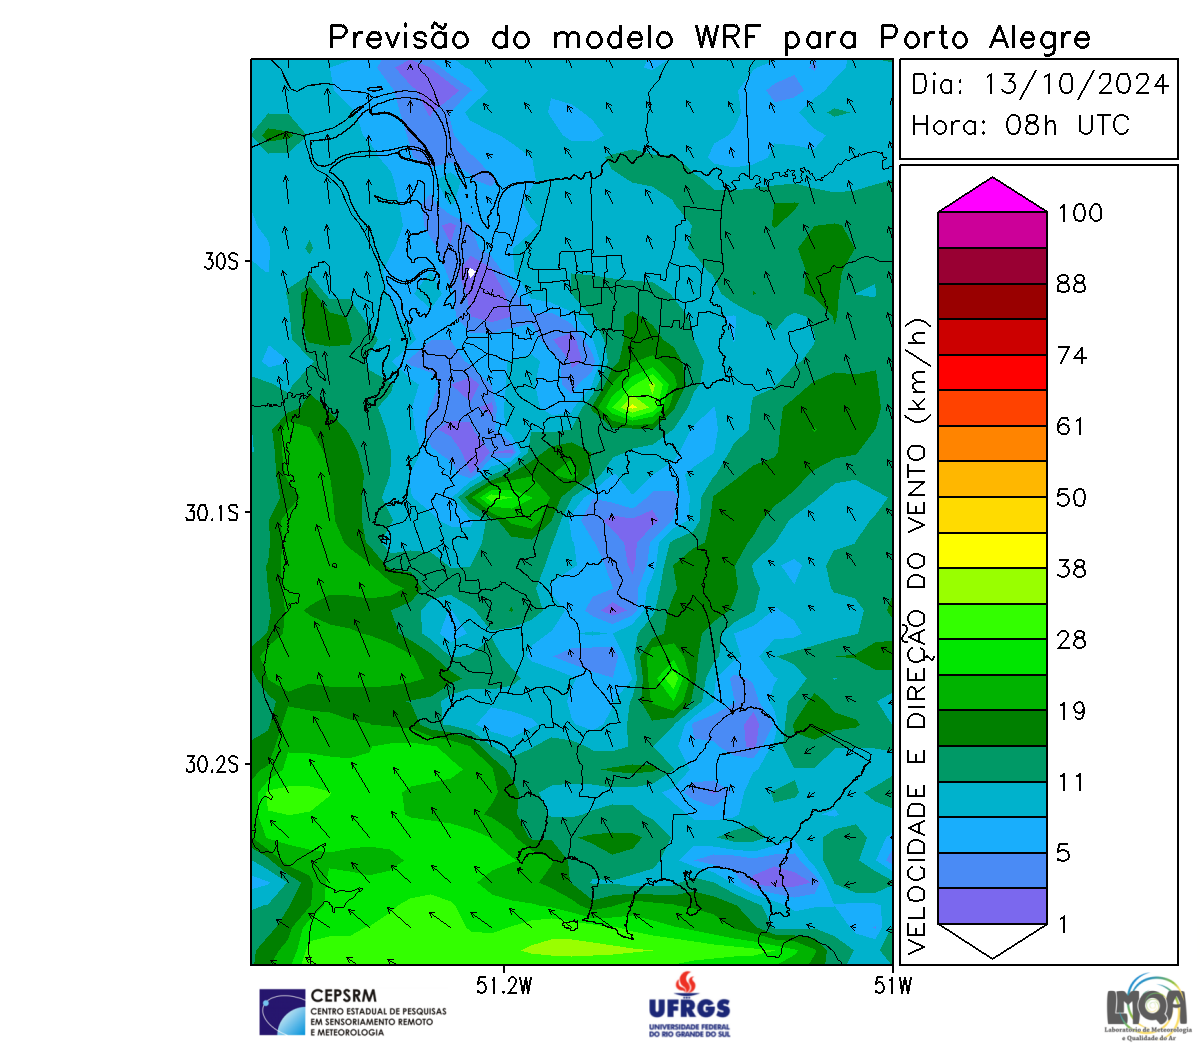 Previsão do modelo WRF para Porto Alegre
Dia: 13/10/2024
Hora: 08h UTC
30S
30.1S
30.2S
51.2W
51W
VELOCIDADE E DIREÇÃO DO VENTO (km/h)
100
88
74
61
50
38
28
19
11
5
1
CEPSRM
CENTRO ESTADUAL DE PESQUISAS
EM SENSORIAMENTO REMOTO
E METEOROLOGIA
UFRGS
UNIVERSIDADE FEDERAL
DO RIO GRANDE DO SUL
LMQA
Laboratório de Meteorologia
e Qualidade do Ar